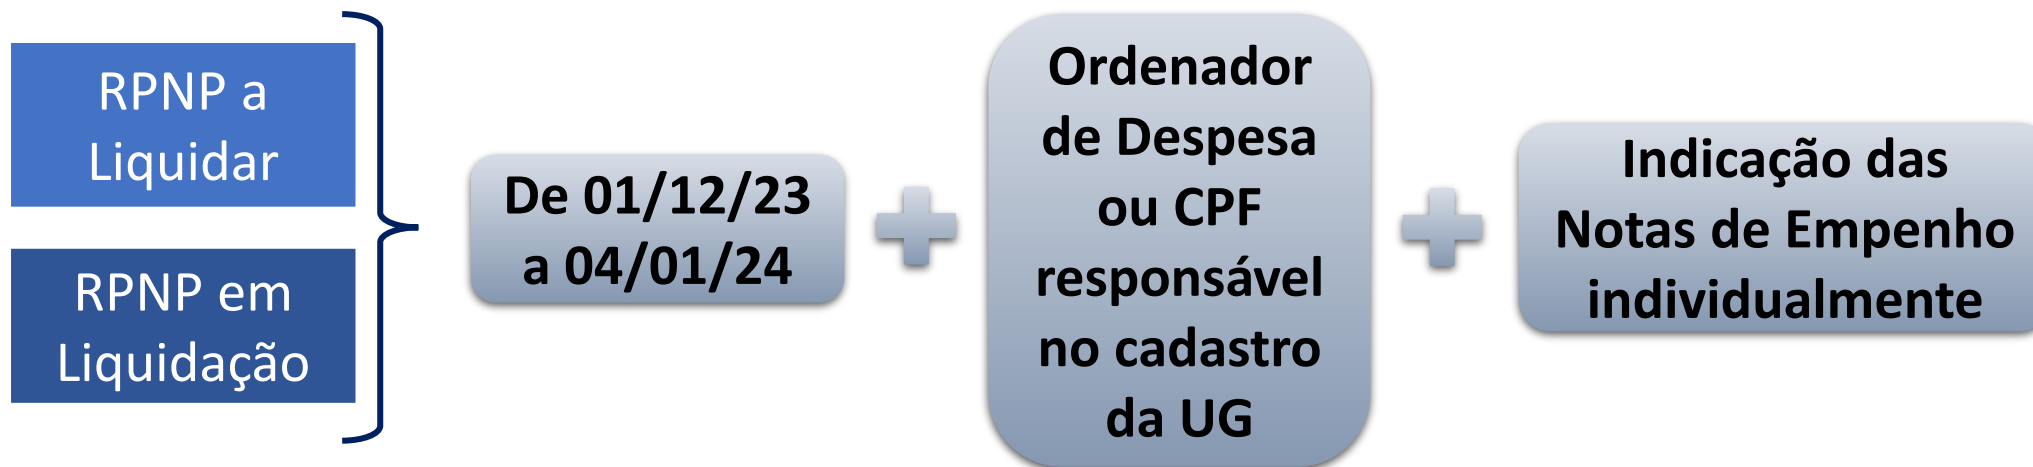 RPNP a
Liquidar
RPNP em
Liquidação
De 01/12/23
a 04/01/24
Ordenador
de Despesa
ou CPF
responsável
no cadastro
da UG
Indicação das
Notas de Empenho
individualmente